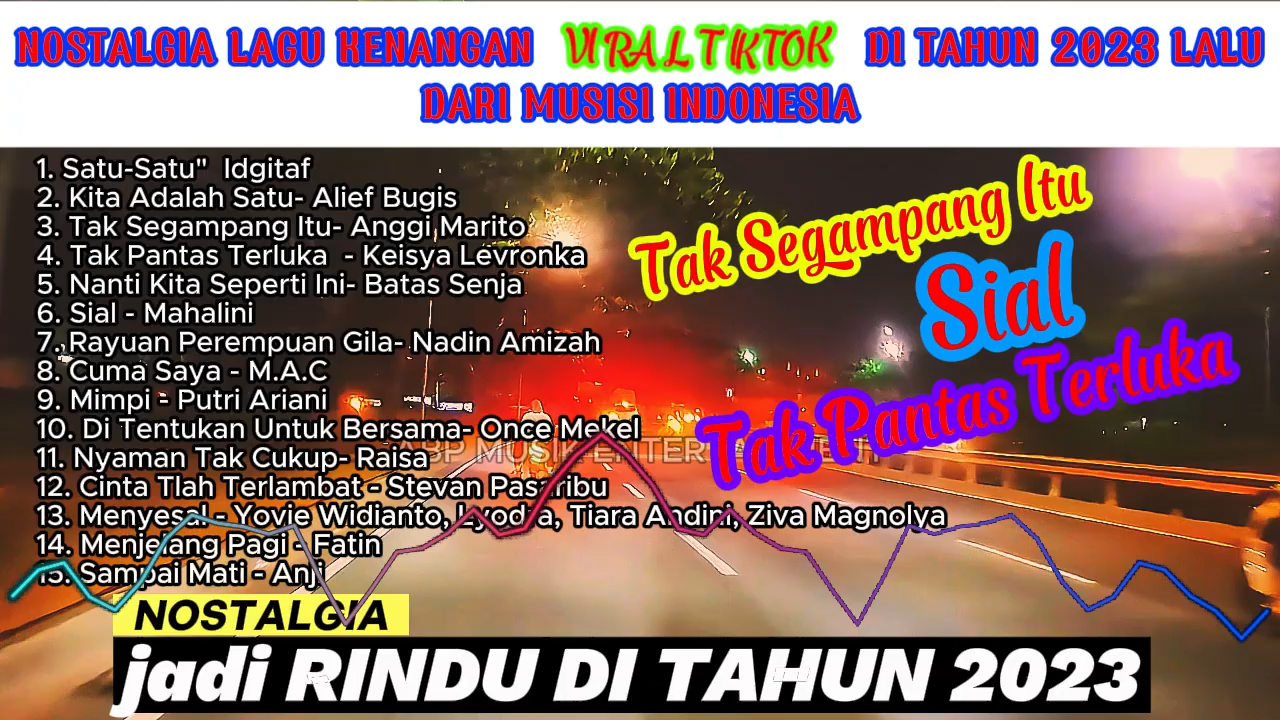 NOSTALGIA LAGU KENANGAN VIRAL TIKTOK DI TAHUN 2023 LALU
DARI MUSISI INDONESIA
1. Satu-Satu" Idgitaf
2. Kita Adalah Satu- Alief Bugis
3. Tak Segampang Itu- Anggi Marito
4. Tak Pantas Terluka - Keisya Levronka
5. Nanti Kita Seperti Ini- Batas Senja
6. Sial - Mahalini
7. Rayuan Perempuan Gila- Nadin Amizah
8. Cuma Saya - M.A.C
9. Mimpi - Putri Ariani
10. Di Tentukan Untuk Bersama- Once Mekel
11. Nyaman Tak Cukup- Raisa
12. Cinta Tlah Terlambat - Stevan Pasaribu
13. Menyesal - Yovie Widianto, Lyodra, Tiara Andini, Ziva Magnolya
14. Menjelang Pagi - Fatin
15. Sampai Mati - Anji
Tak Segampang Itu
Sial
Tak Pantas Terluka
ABP MUSIK ENTERTAINMENT
NOSTALGIA
jadi RINDU DI TAHUN 2023